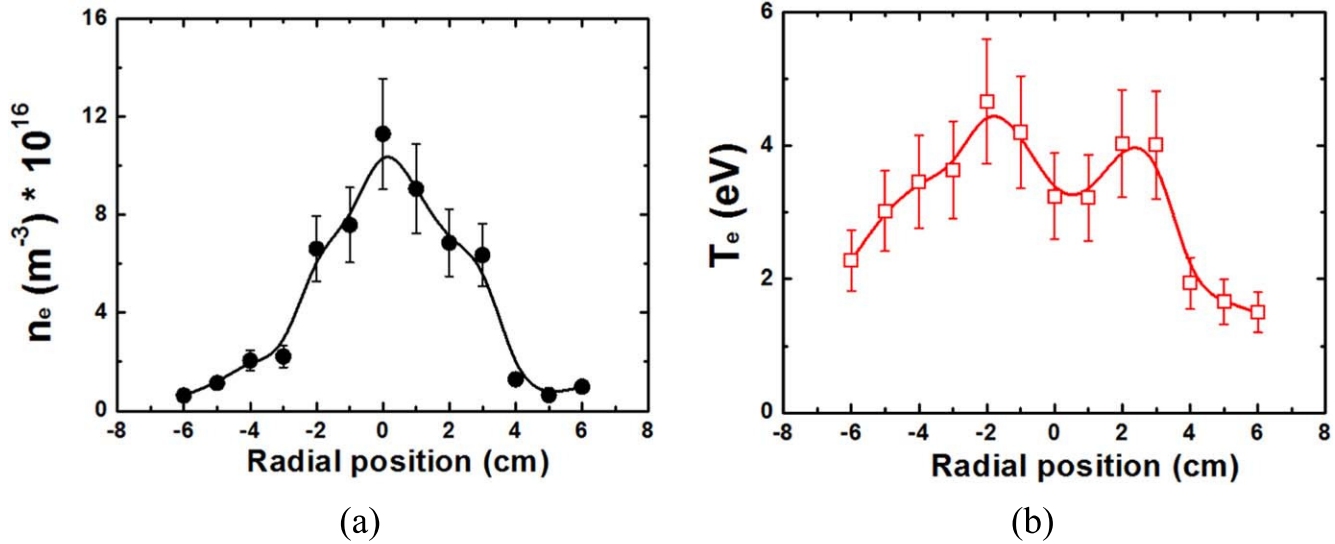 16
12
8
4
0
-8 -6 -4 -2 0 2 4 6 8
nₑ (m⁻³) * 10¹⁶
Radial position (cm)
(a)
6
4
2
0
-8 -6 -4 -2 0 2 4 6 8
Tₑ (eV)
Radial position (cm)
(b)